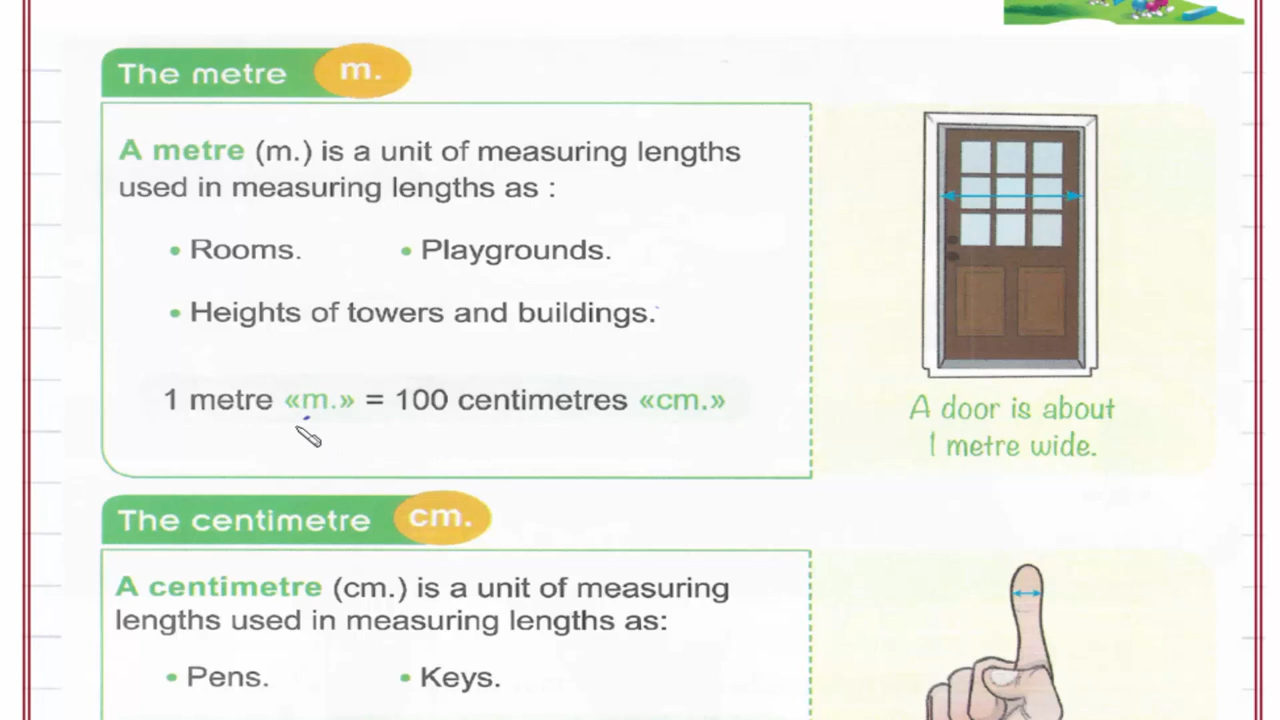 The metre m.
A metre (m.) is a unit of measuring lengths
used in measuring lengths as :
• Rooms. • Playgrounds.
• Heights of towers and buildings.
1 metre «m.» = 100 centimetres «cm.»
A door is about
1 metre wide.
The centimetre cm.
A centimetre (cm.) is a unit of measuring
lengths used in measuring lengths as:
• Pens. • Keys.